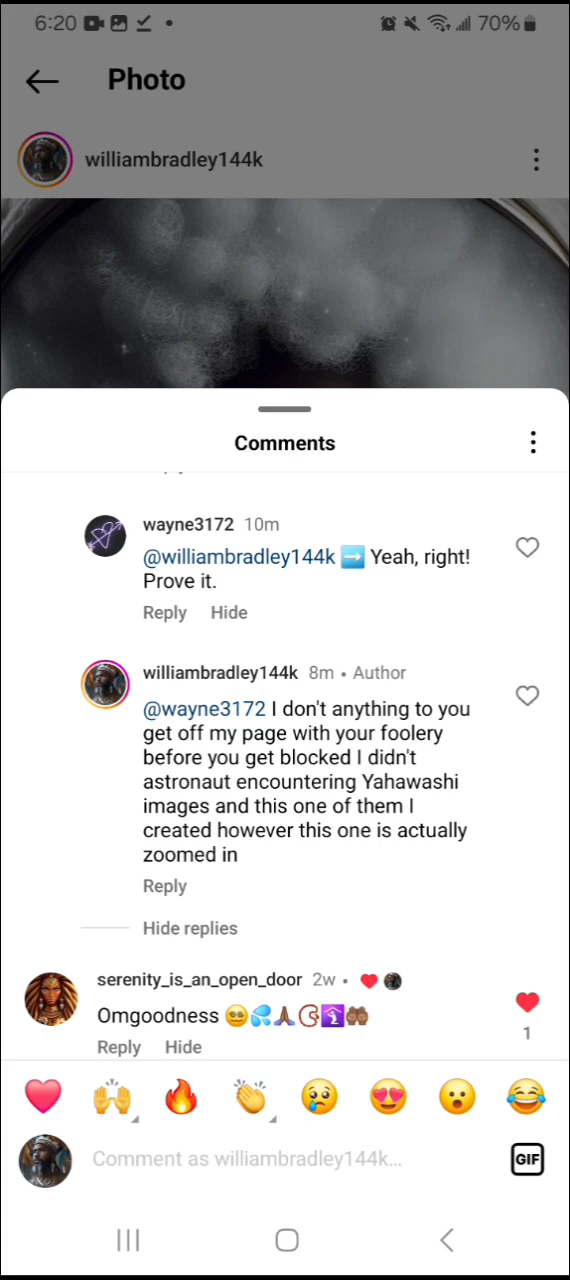 6:20
70%
Photo
williambradley144k
Comments
wayne3172 10m
@williambradley144k ➡️ Yeah, right!
Prove it.
Reply Hide
williambradley144k 8m • Author
@wayne3172 I don't anything to you
get off my page with your foolery
before you get blocked I didn't
astronaut encountering Yahawashi
images and this one of them I
created however this one is actually
zoomed in
Reply
Hide replies
serenity_is_an_open_door 2w •
Omgoodness 😵‍💫💦🙏🏾
1
Reply Hide
Comment as williambradley144k...
GIF